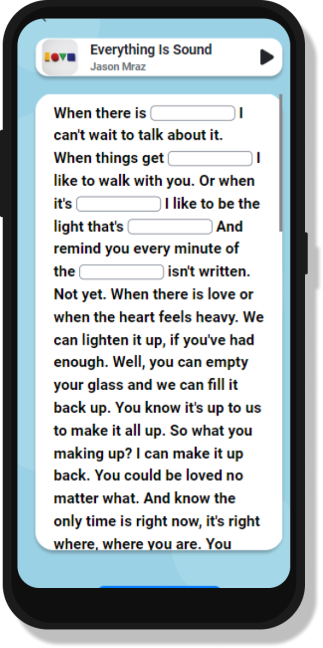 LOVE
Everything Is Sound
Jason Mraz
When there is I
can't wait to talk about it.
When things get I
like to walk with you. Or when
it's I like to be the
light that's And
remind you every minute of
the isn't written.
Not yet. When there is love or
when the heart feels heavy. We
can lighten it up, if you've had
enough. Well, you can empty
your glass and we can fill it
back up. You know it's up to us
to make it all up. So what you
making up? I can make it up
back. You could be loved no
matter what. And know the
only time is right now, it's right
where, where you are. You